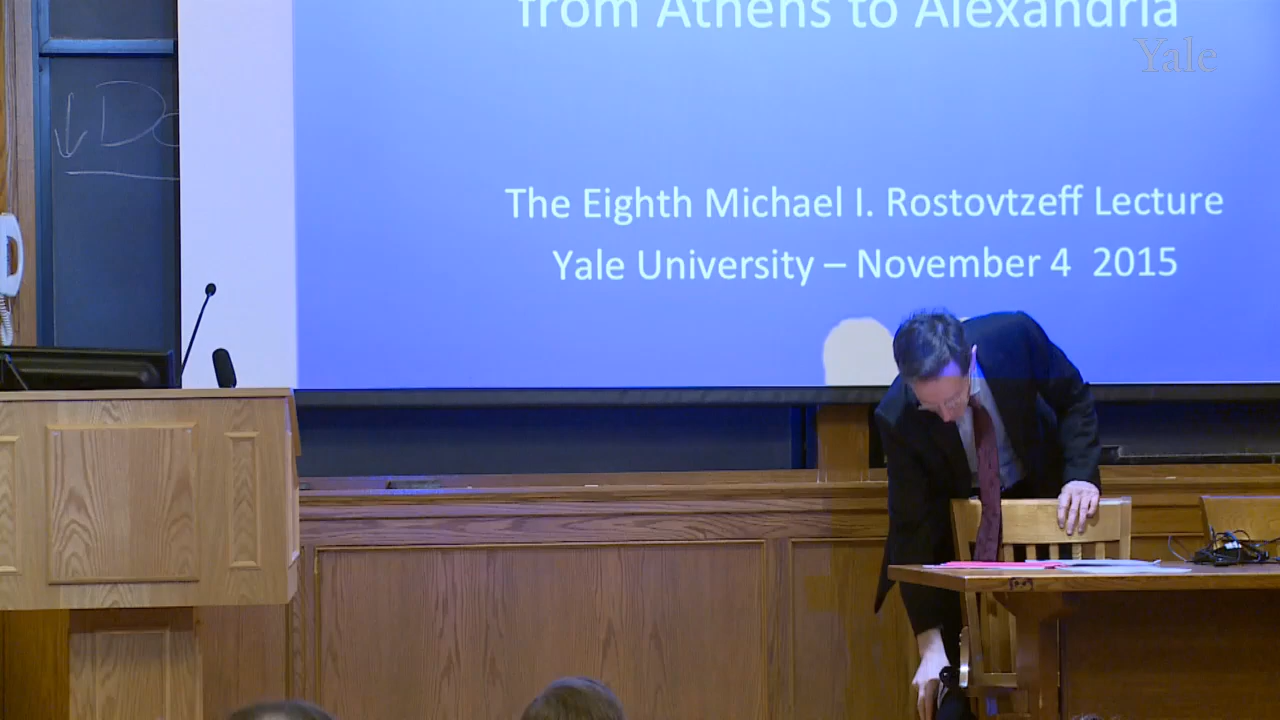 from Athens to Alexandria
Yale
The Eighth Michael I. Rostovtzeff Lecture
Yale University – November 4 2015